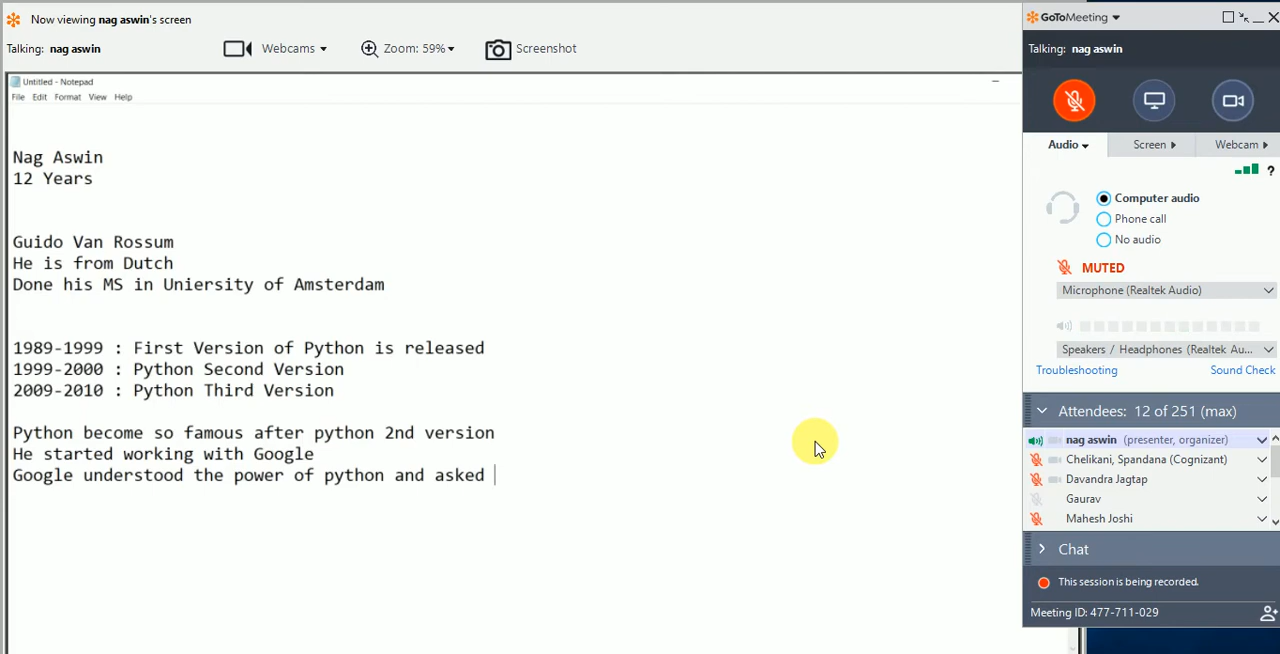 Now viewing nag aswin's screen
Talking: nag aswin
Webcams
Zoom: 59%
Screenshot
Untitled - Notepad
File Edit Format View Help
Nag Aswin
12 Years
Guido Van Rossum
He is from Dutch
Done his MS in Uniersity of Amsterdam
1989-1999 : First Version of Python is released
1999-2000 : Python Second Version
2009-2010 : Python Third Version
Python become so famous after python 2nd version
He started working with Google
Google understood the power of python and asked
GoToMeeting
Talking: nag aswin
Audio Screen Webcam
?
Computer audio
Phone call
No audio
MUTED
Microphone (Realtek Audio)
Speakers / Headphones (Realtek Au...
Troubleshooting Sound Check
Attendees: 12 of 251 (max)
nag aswin (presenter, organizer)
Chelikani, Spandana (Cognizant)
Davandra Jagtap
Gaurav
Mahesh Joshi
Chat
This session is being recorded.
Meeting ID: 477-711-029